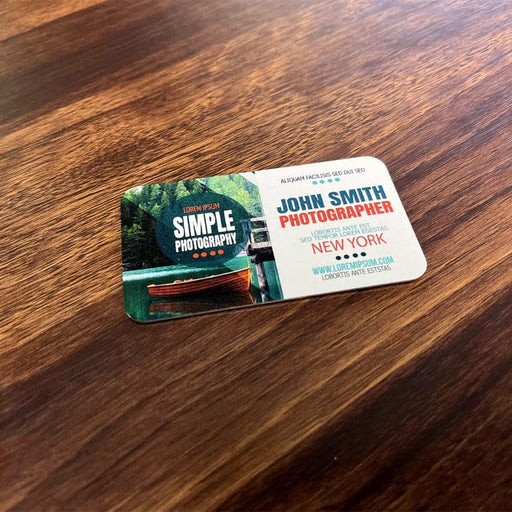 LOREM IPSUM
SIMPLE
PHOTOGRAPHY
ALIQUAM FACILISIS SED DUI SED
JOHN SMITH
PHOTOGRAPHER
LOBORTIS ANTE EST
SED TEMPOR LOREM EGESTAS
NEW YORK
WWW.LOREMIPSUM.COM
LOBORTIS ANTE ESTSTAS